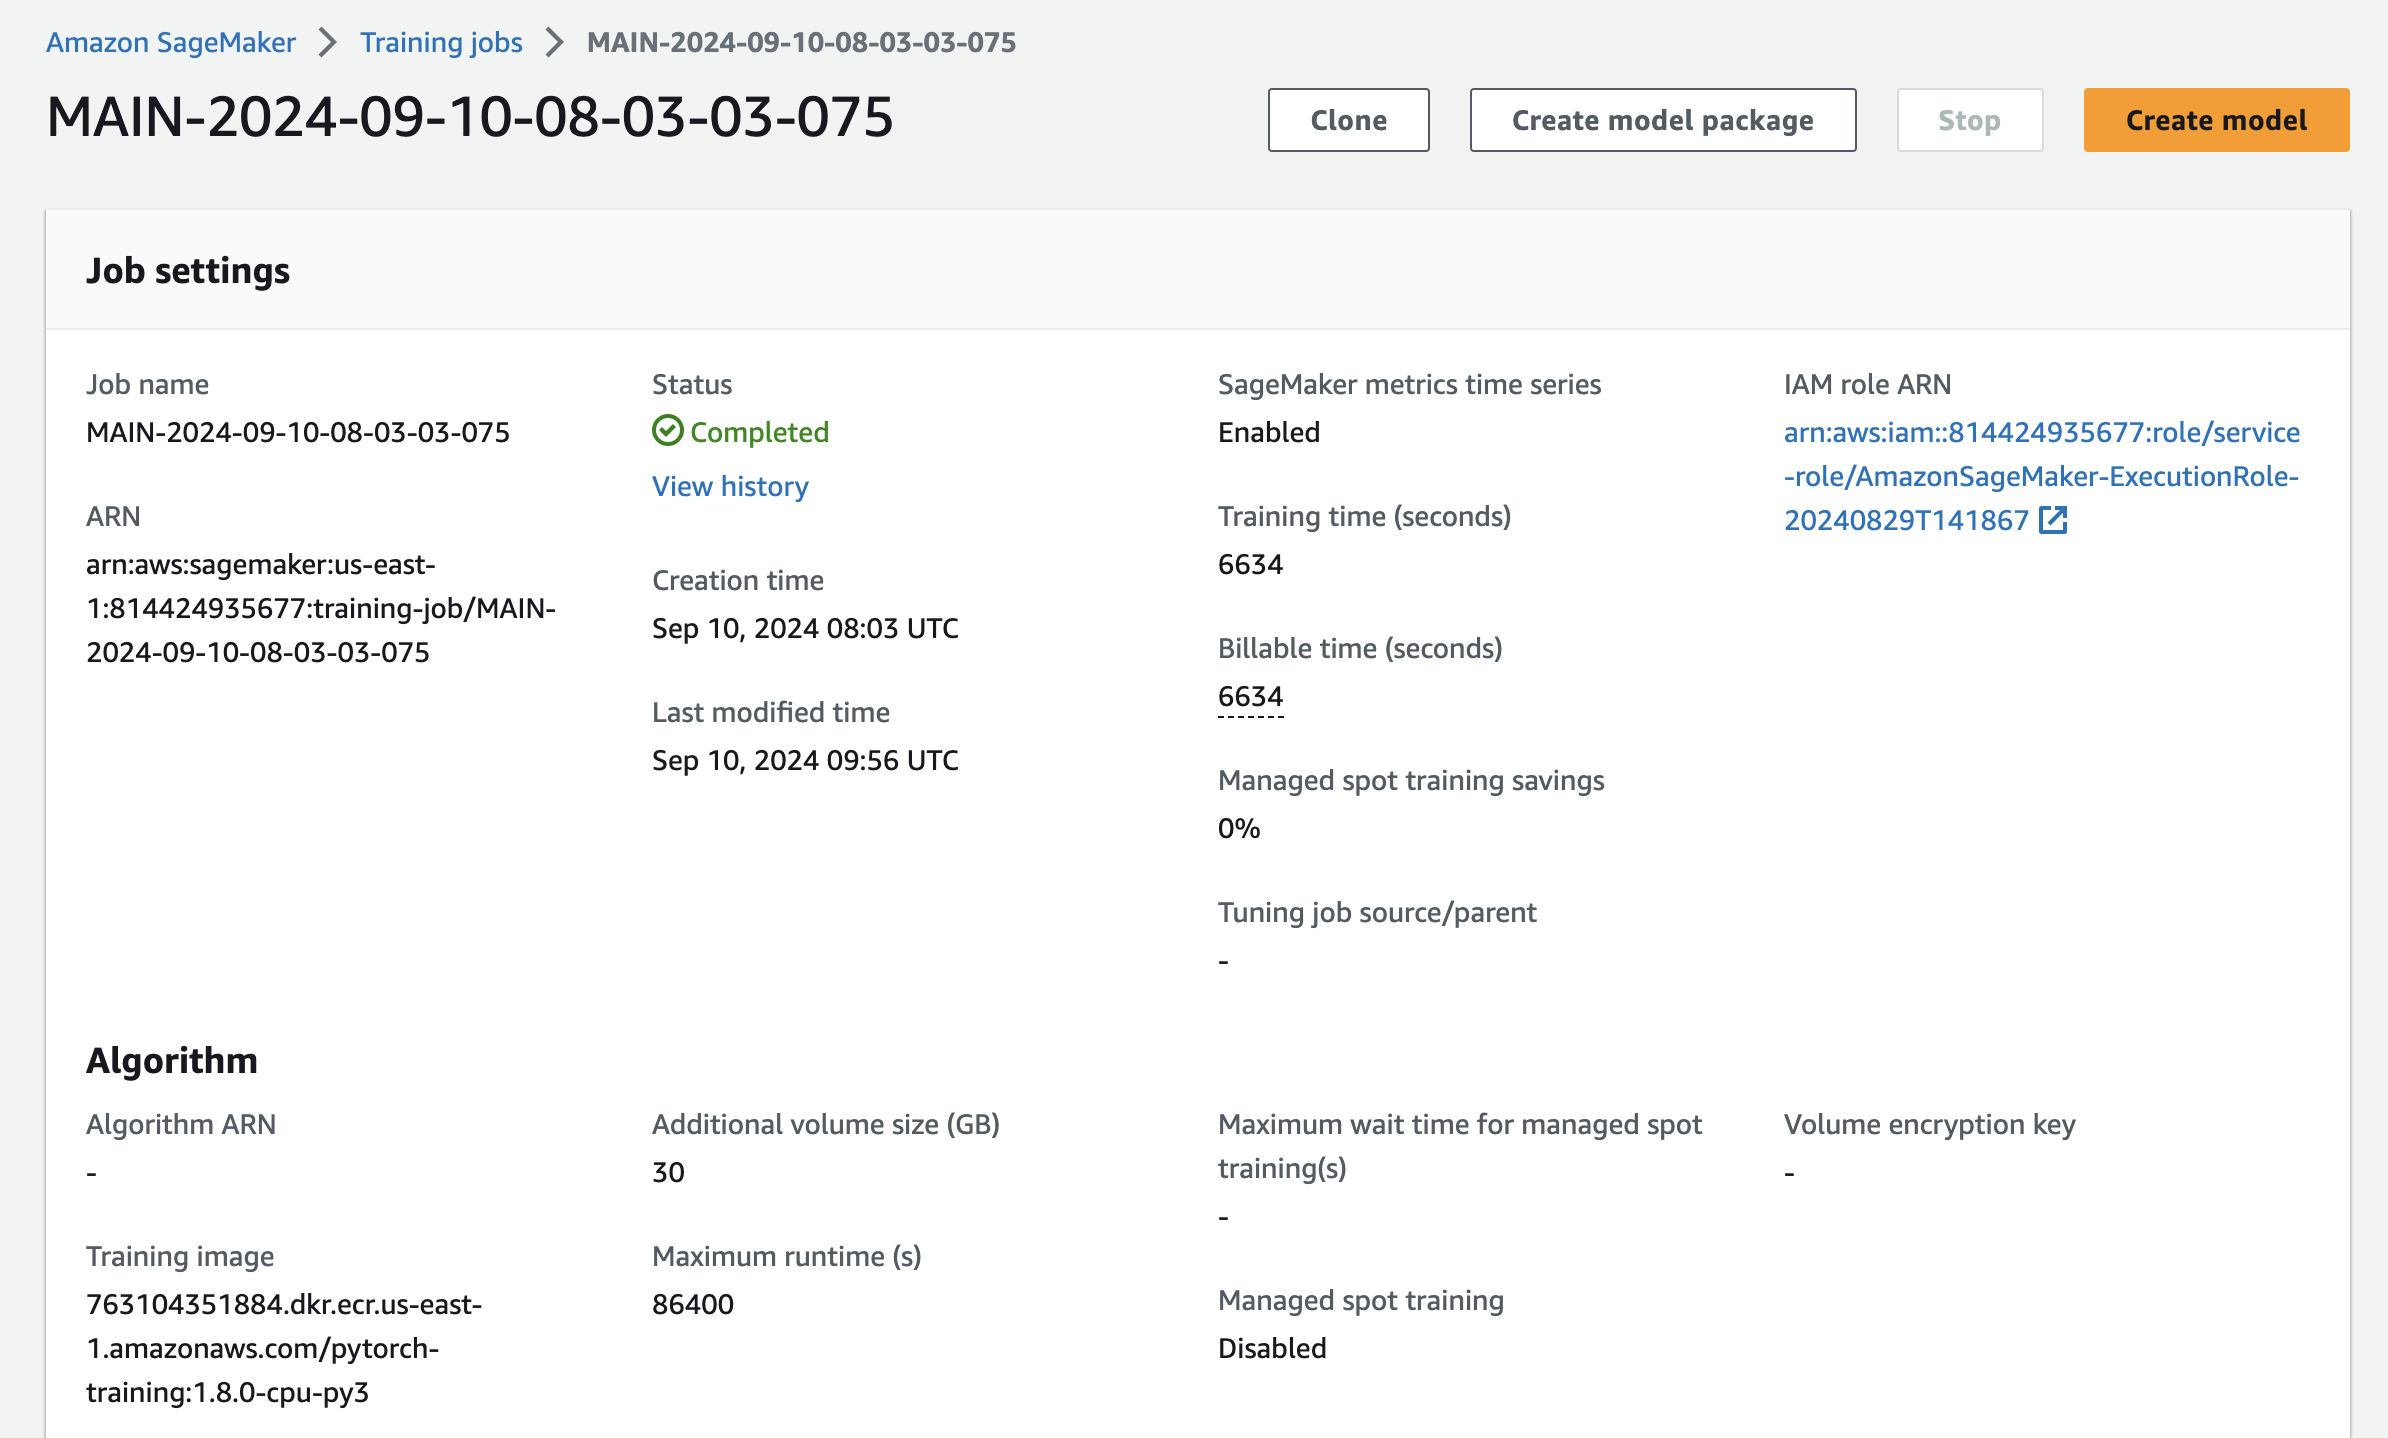 Amazon SageMaker > Training jobs > MAIN-2024-09-10-08-03-03-075
MAIN-2024-09-10-08-03-03-075
Clone
Create model package
Stop
Create model
Job settings
Job name
MAIN-2024-09-10-08-03-03-075
ARN
arn:aws:sagemaker:us-east-
1:814424935677:training-job/MAIN-
2024-09-10-08-03-03-075
Status
Completed
View history
Creation time
Sep 10, 2024 08:03 UTC
Last modified time
Sep 10, 2024 09:56 UTC
SageMaker metrics time series
Enabled
Training time (seconds)
6634
Billable time (seconds)
6634
Managed spot training savings
0%
Tuning job source/parent
-
IAM role ARN
arn:aws:iam::814424935677:role/service
-role/AmazonSageMaker-ExecutionRole-
20240829T141867
Algorithm
Algorithm ARN
-
Training image
763104351884.dkr.ecr.us-east-
1.amazonaws.com/pytorch-
training:1.8.0-cpu-py3
Additional volume size (GB)
30
Maximum runtime (s)
86400
Maximum wait time for managed spot
training(s)
-
Managed spot training
Disabled
Volume encryption key
-